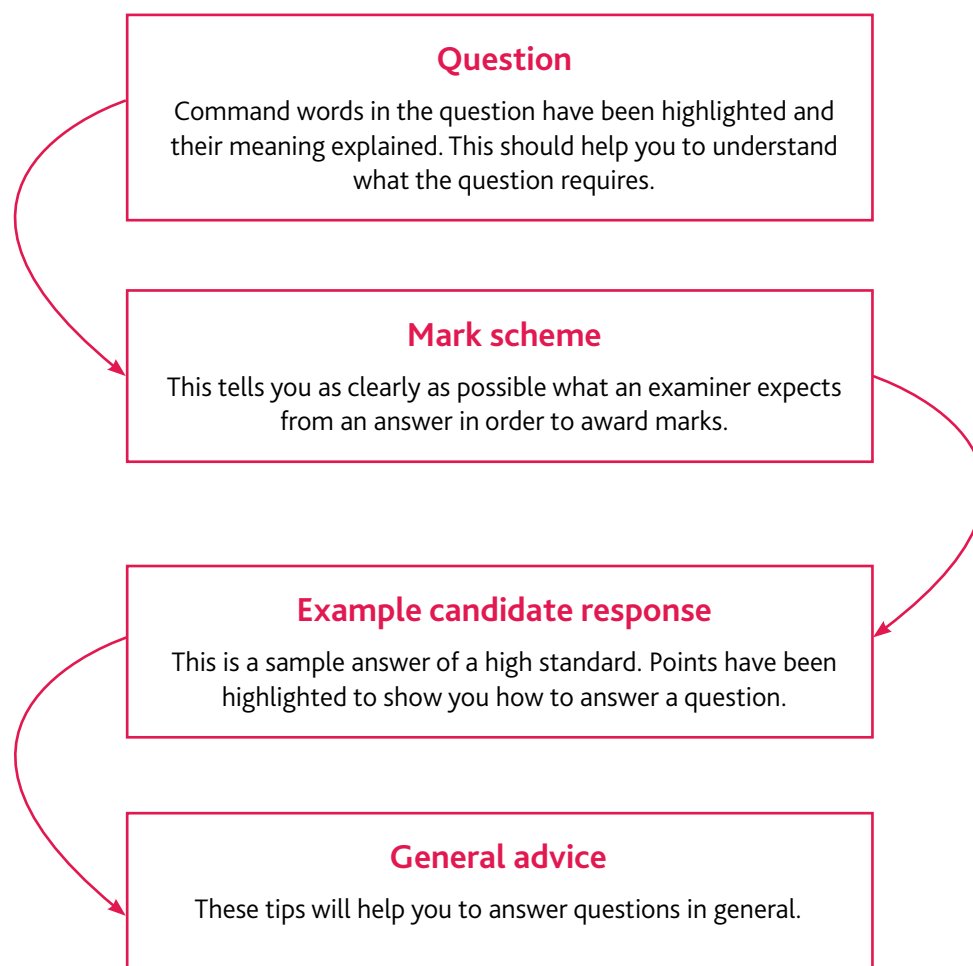 Question
Command words in the question have been highlighted and
their meaning explained. This should help you to understand
what the question requires.
Mark scheme
This tells you as clearly as possible what an examiner expects
from an answer in order to award marks.
Example candidate response
This is a sample answer of a high standard. Points have been
highlighted to show you how to answer a question.
General advice
These tips will help you to answer questions in general.